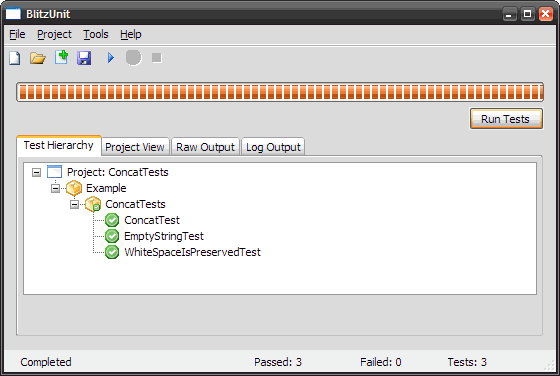 BlitzUnit
File Project Tools Help
Run Tests
Test Hierarchy Project View Raw Output Log Output
Project: ConcatTests
Example
ConcatTests
ConcatTest
EmptyStringTest
WhiteSpaceIsPreservedTest
Completed Passed: 3 Failed: 0 Tests: 3